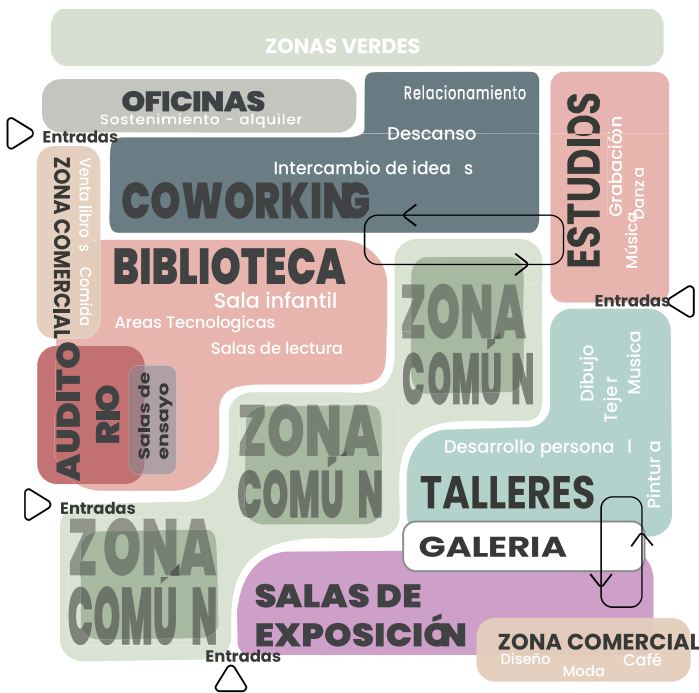 ZONAS VERDES
OFICINAS
Sostenimiento - alquiler
Entradas
Relacionamiento
Descanso
Intercambio de idea s
COWORKING
ESTUDIOS
Grabación
Danza
Música
Entradas
ZONA COMERCIAL
Venta libro s Comida
BIBLIOTECA
Sala infantil
Areas Tecnologicas
Salas de lectura
ZONA
COMÚ N
AUDITO
RIO
Salas de
ensayo
Dibujo
Tejer
Musica
Pintur a
Desarrollo persona l
TALLERES
ZONA
COMÚ N
Entradas
ZONA
COMÚ N
GALERIA
SALAS DE
EXPOSICIÓN
Entradas
ZONA COMERCIAL
Diseño
Moda
Café